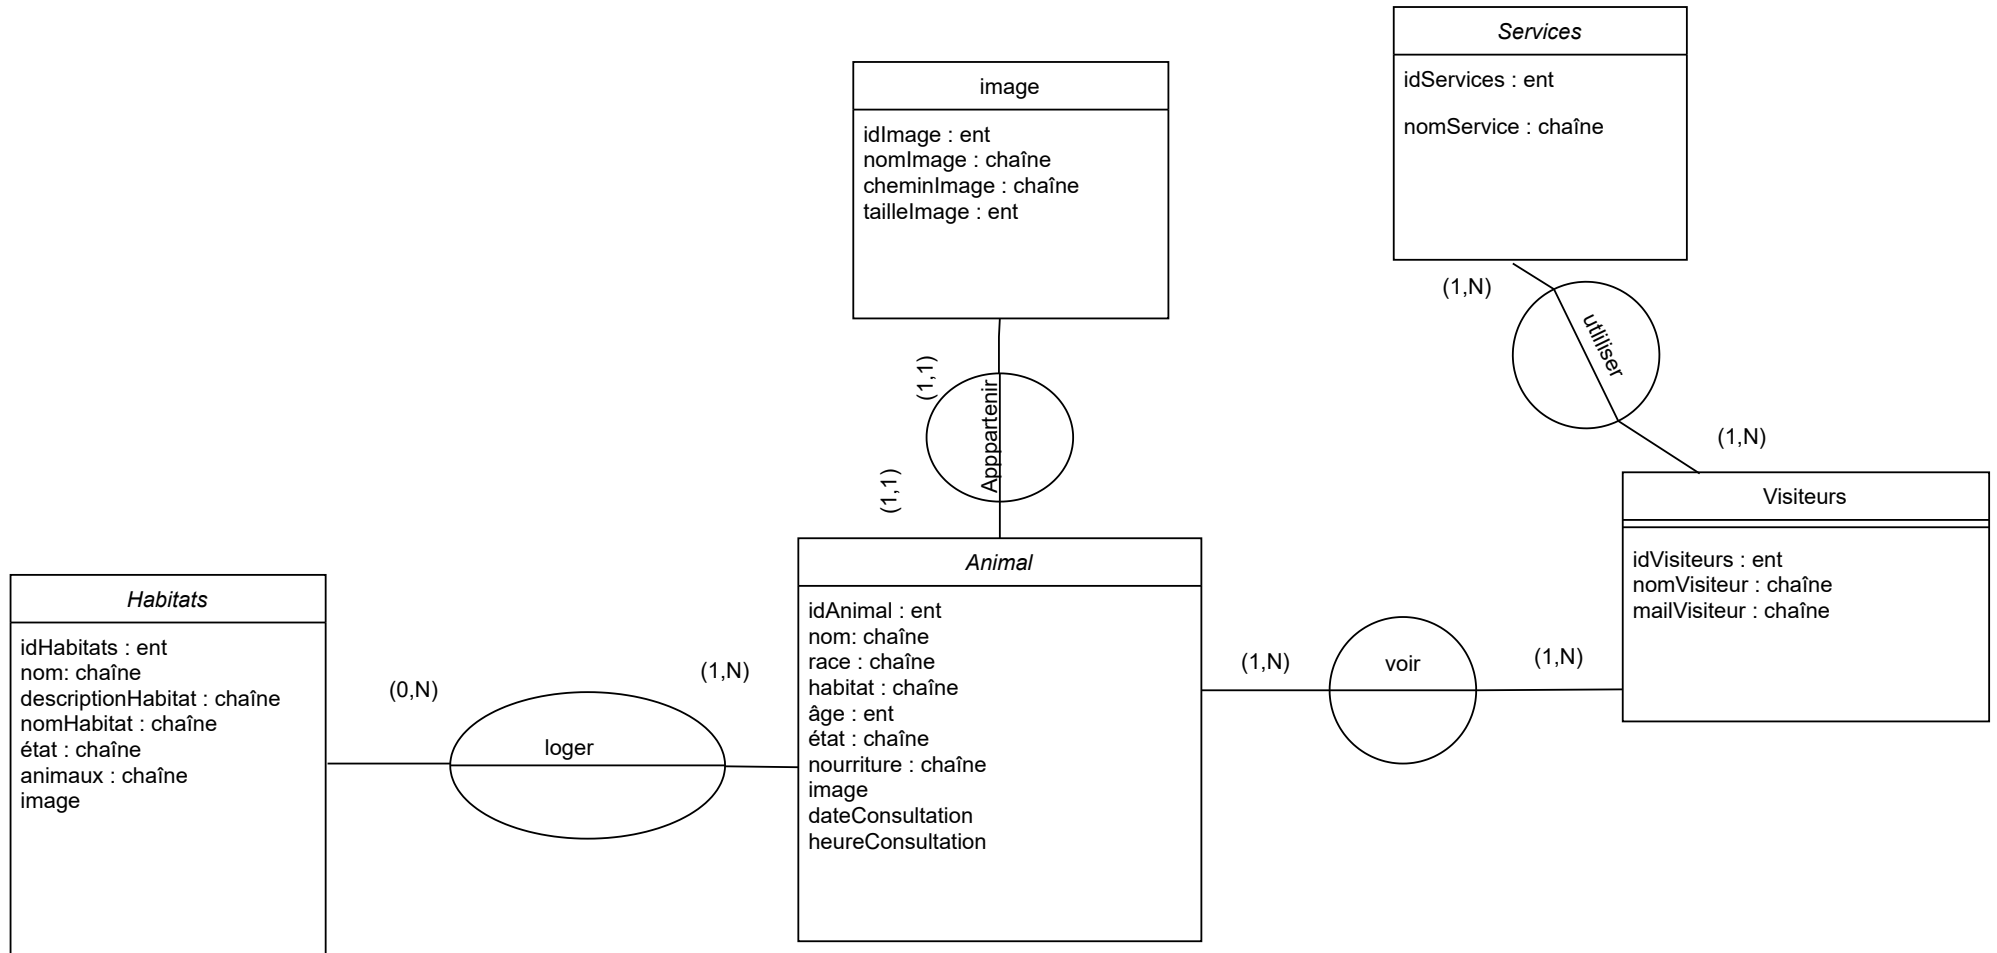 Services
idServices : ent
nomService : chaîne
image
idImage : ent
nomImage : chaîne
cheminImage : chaîne
tailleImage : ent
(1,N)
utliliser
(1,N)
(1,1)
Apppartenir
(1,1)
Visiteurs
idVisiteurs : ent
nomVisiteur : chaîne
mailVisiteur : chaîne
Habitats
idHabitats : ent
nom: chaîne
descriptionHabitat : chaîne
nomHabitat : chaîne
état : chaîne
animaux : chaîne
image
(0,N)
loger
(1,N)
Animal
idAnimal : ent
nom: chaîne
race : chaîne
habitat : chaîne
âge : ent
état : chaîne
nourriture : chaîne
image
dateConsultation
heureConsultation
(1,N)
voir
(1,N)